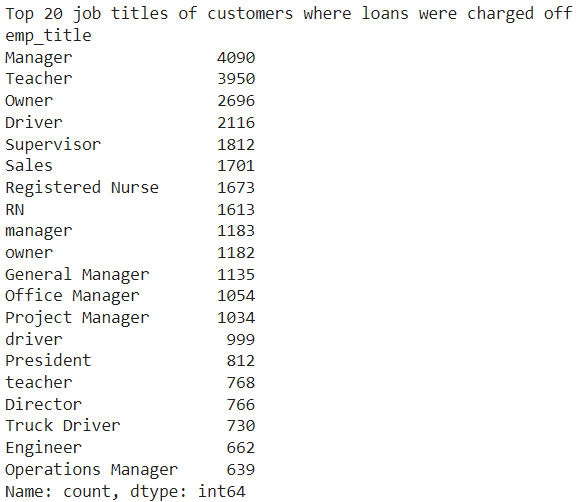 Top 20 job titles of customers where loans were charged off
emp_title
Manager 4090
Teacher 3950
Owner 2696
Driver 2116
Supervisor 1812
Sales 1701
Registered Nurse 1673
RN 1613
manager 1183
owner 1182
General Manager 1135
Office Manager 1054
Project Manager 1034
driver 999
President 812
teacher 768
Director 766
Truck Driver 730
Engineer 662
Operations Manager 639
Name: count, dtype: int64